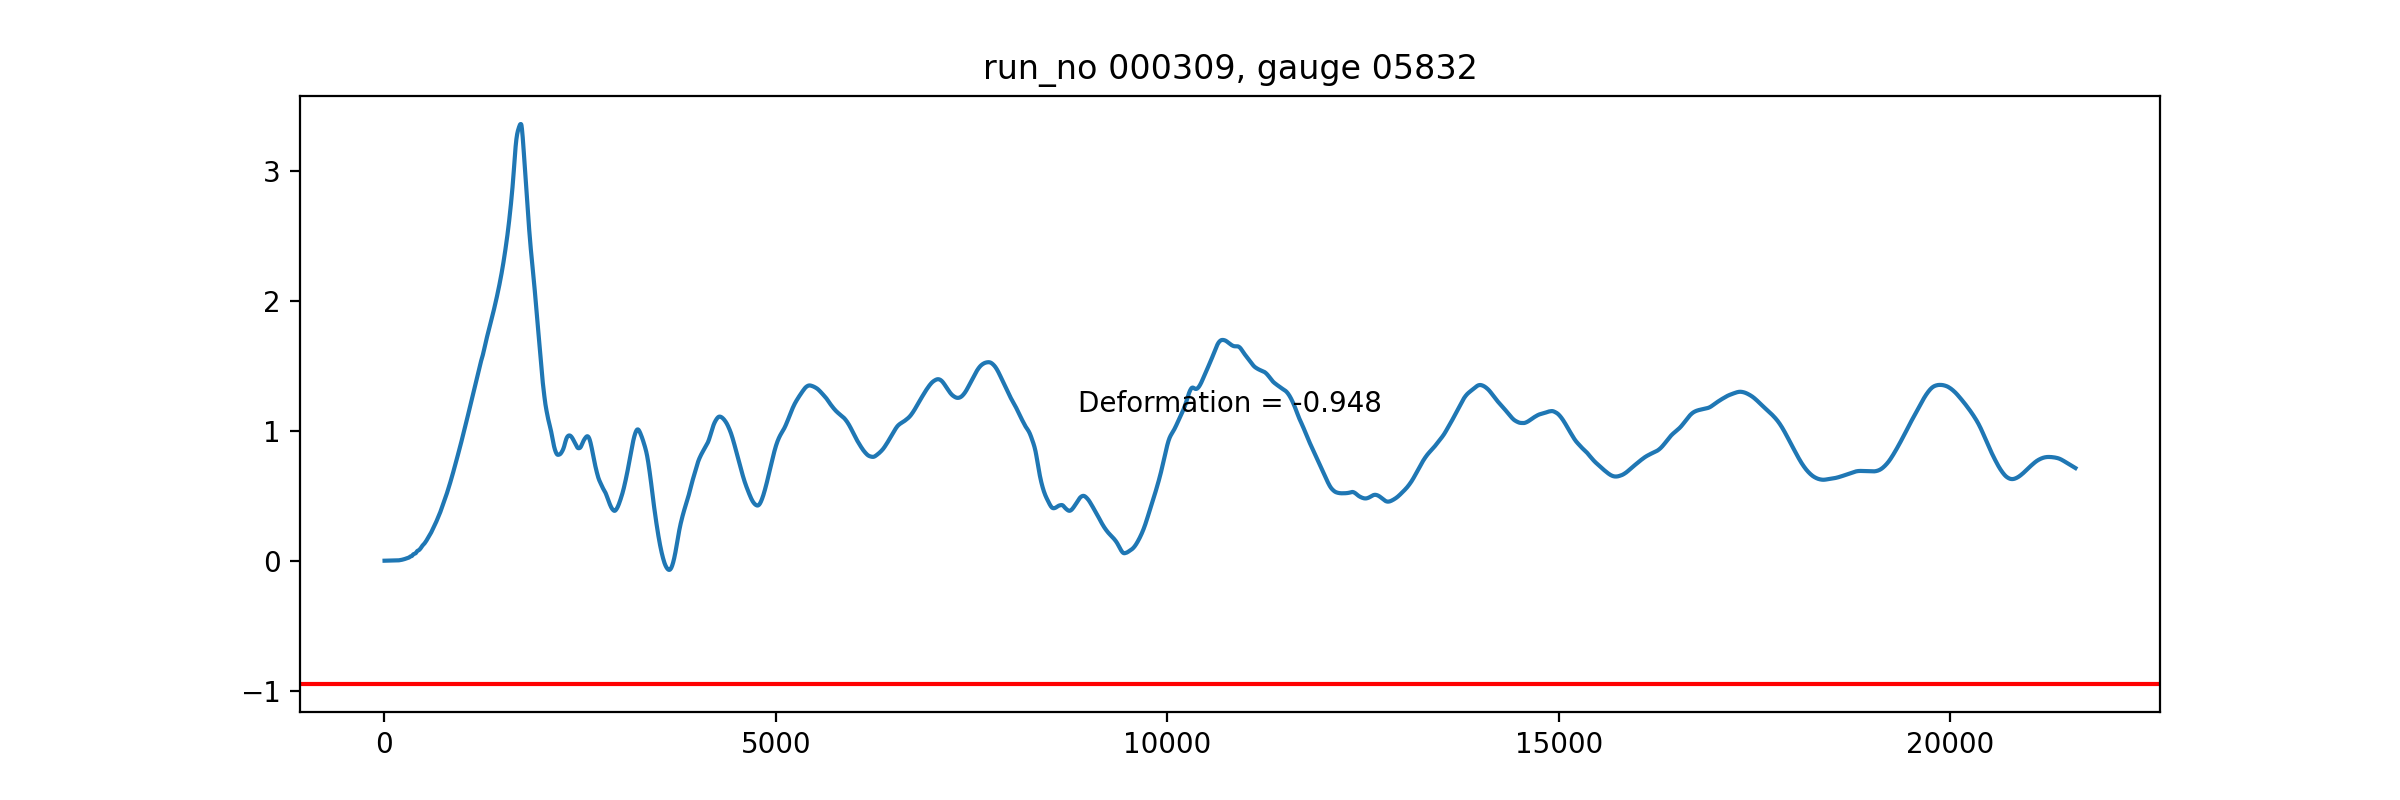 run_no 000309, gauge 05832
3
2
1
0
−1
Deformation = -0.948
0 5000 10000 15000 20000